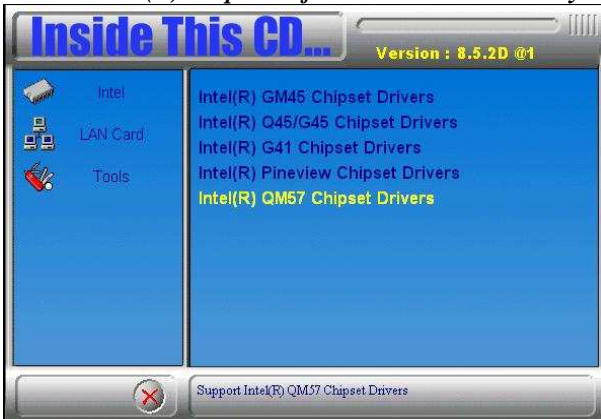 Inside This CD...
Version : 8.5.2D @1
Intel
LAN Card
Tools
Intel(R) GM45 Chipset Drivers
Intel(R) Q45/G45 Chipset Drivers
Intel(R) G41 Chipset Drivers
Intel(R) Pineview Chipset Drivers
Intel(R) QM57 Chipset Drivers
Support Intel(R) QM57 Chipset Drivers